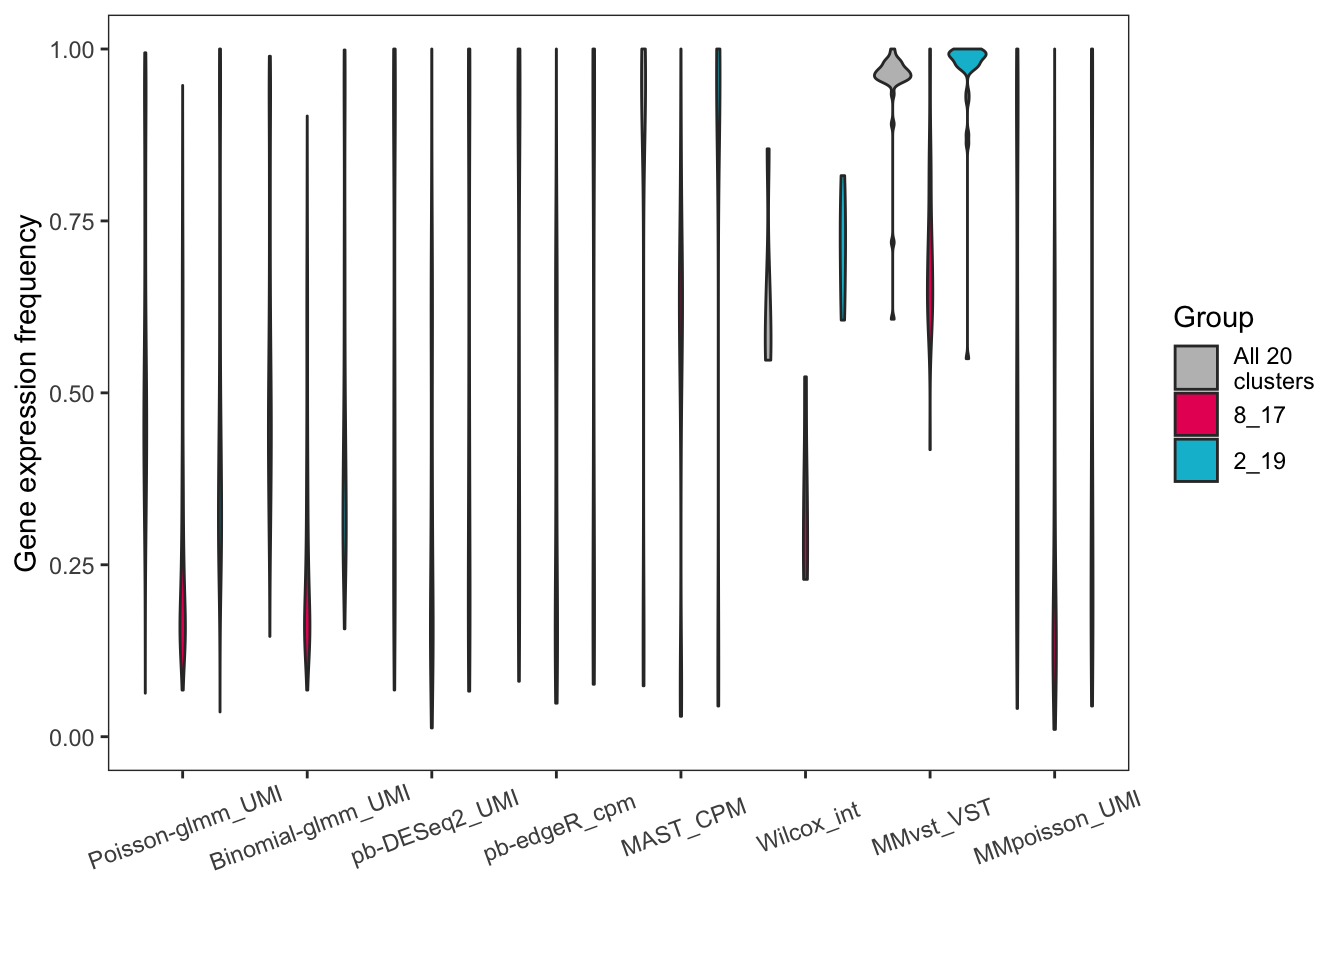 Gene expression frequency
1.00
0.75
0.50
0.25
0.00
Poisson-glmm_UMI
Binomial-glmm_UMI
pb-DESeq2_UMI
pb-edgeR_cpm
MAST_CPM
Wilcox_int
MMvst_VST
MMpoisson_UMI
Group
All 20
clusters
8_17
2_19